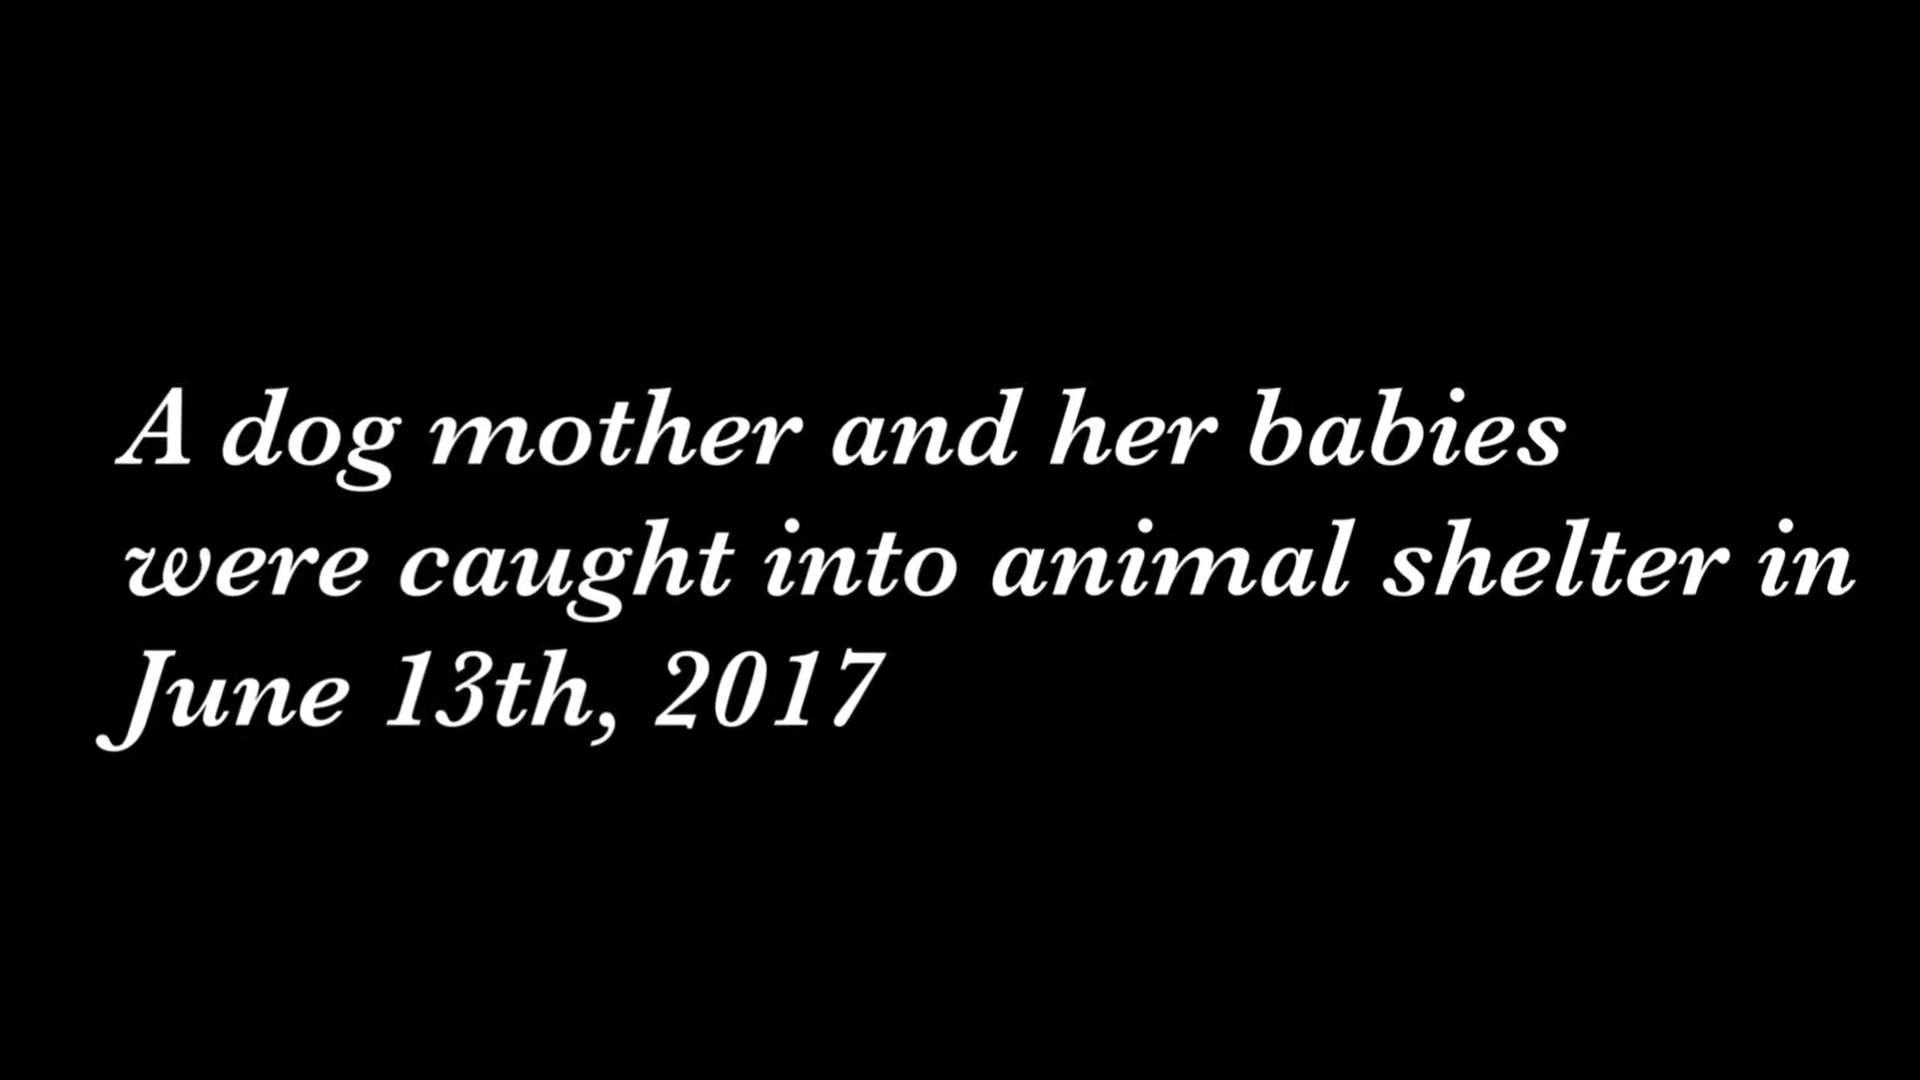 A dog mother and her babies
were caught into animal shelter in
June 13th, 2017